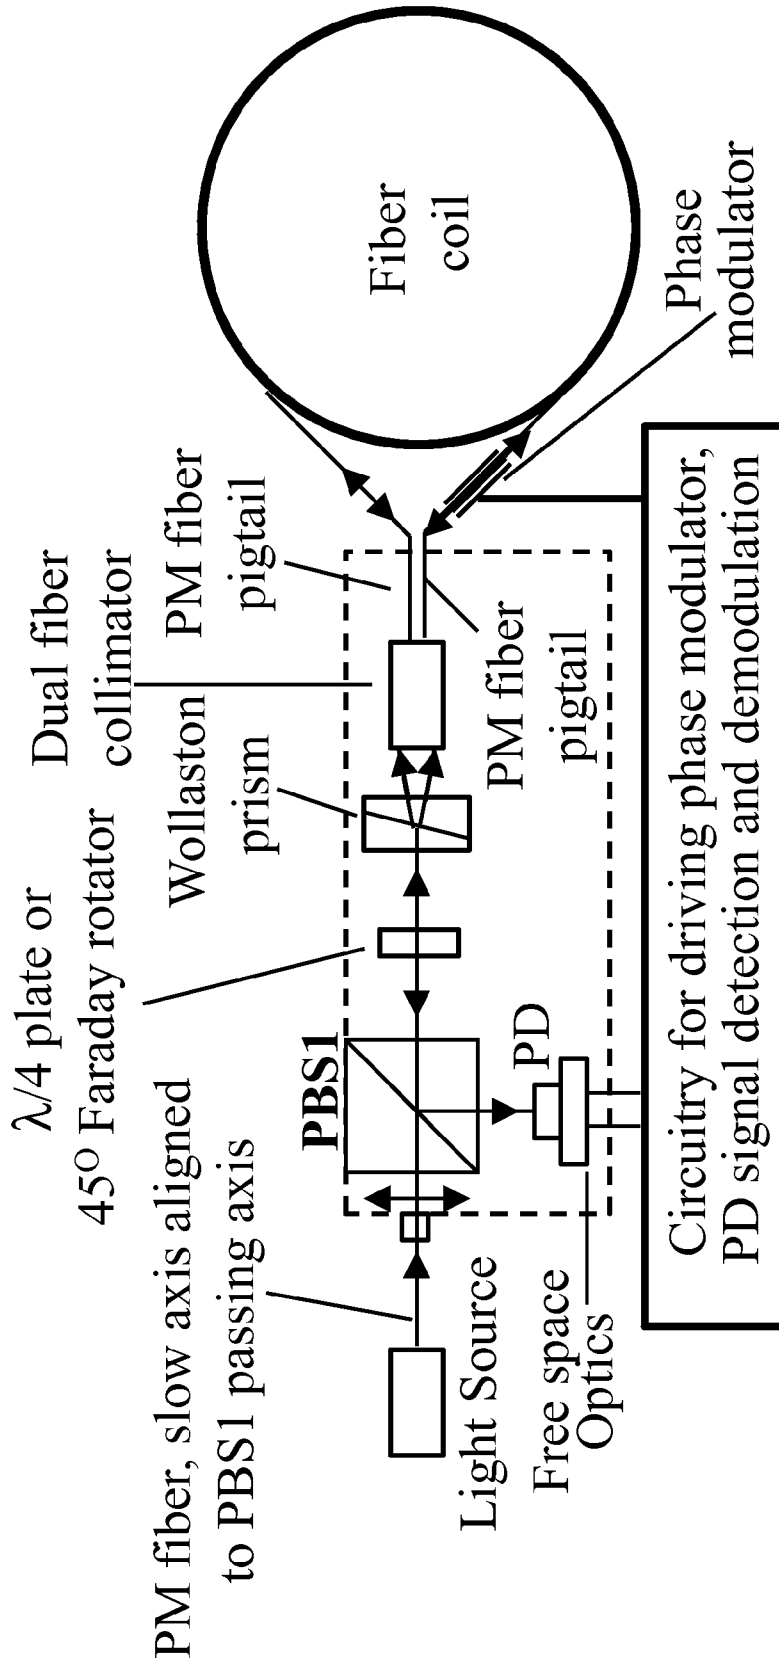 λ/4 plate or
45° Faraday rotator
Dual fiber
collimator
PM fiber, slow axis aligned
to PBS1 passing axis
Wollaston
prism
PM fiber
pigtail
PBS1
Fiber
coil
Light Source
PD
PM fiber
pigtail
Phase
modulator
Free space
Optics
Circuitry for driving phase modulator,
PD signal detection and demodulation